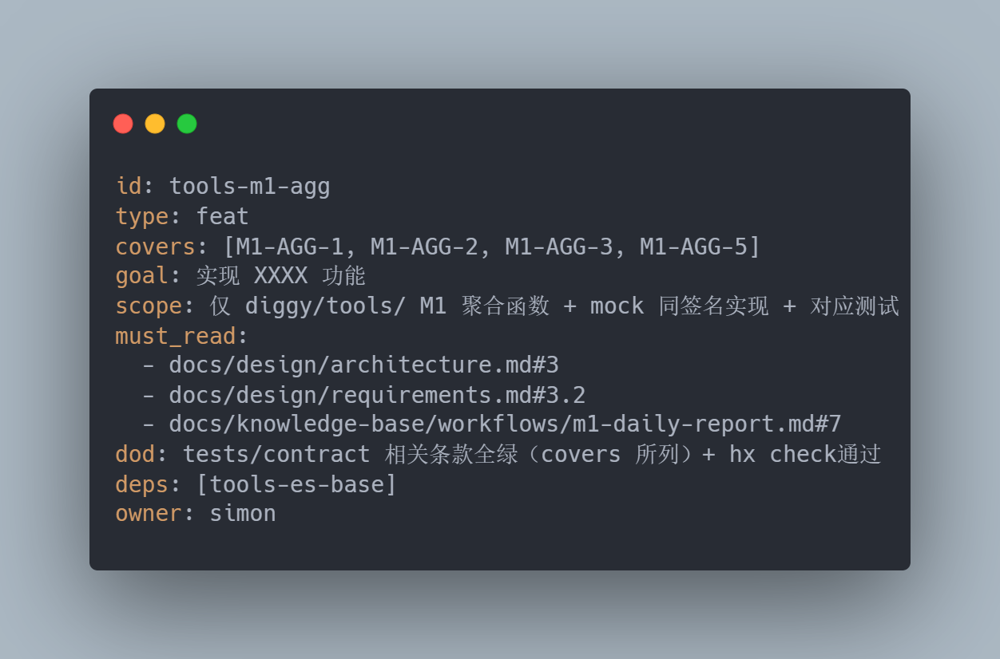 id: tools-m1-agg
type: feat
covers: [M1-AGG-1, M1-AGG-2, M1-AGG-3, M1-AGG-5]
goal: 实现 XXXX 功能
scope: 仅 diggy/tools/ M1 聚合函数 + mock 同签名实现 + 对应测试
must_read:
  - docs/design/architecture.md#3
  - docs/design/requirements.md#3.2
  - docs/knowledge-base/workflows/m1-daily-report.md#7
dod: tests/contract 相关条款全绿（covers 所列）+ hx check通过
deps: [tools-es-base]
owner: simon